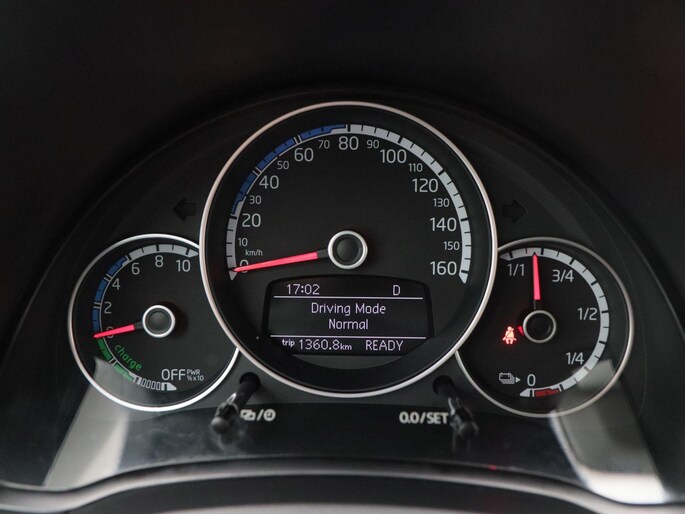 0 10 20 30 40 50 60 70 80 90 100 110 120 130 140 150 160
km/h
17:02 D
Driving Mode
Normal
trip 1360.8km READY
0 2 4 6 8 10
charge
OFF PWR % x10
1/1 3/4 1/2 1/4 0
0.0/SET